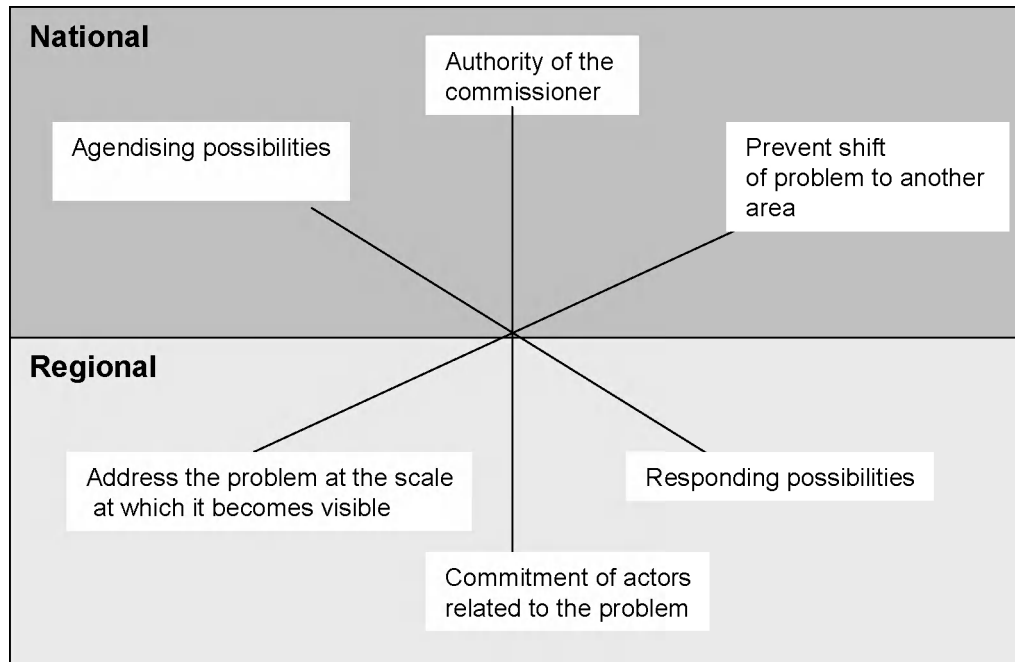 National
Authority of the
commissioner
Agendising possibilities
Prevent shift
of problem to another
area
Regional
Address the problem at the scale
at which it becomes visible
Responding possibilities
Commitment of actors
related to the problem